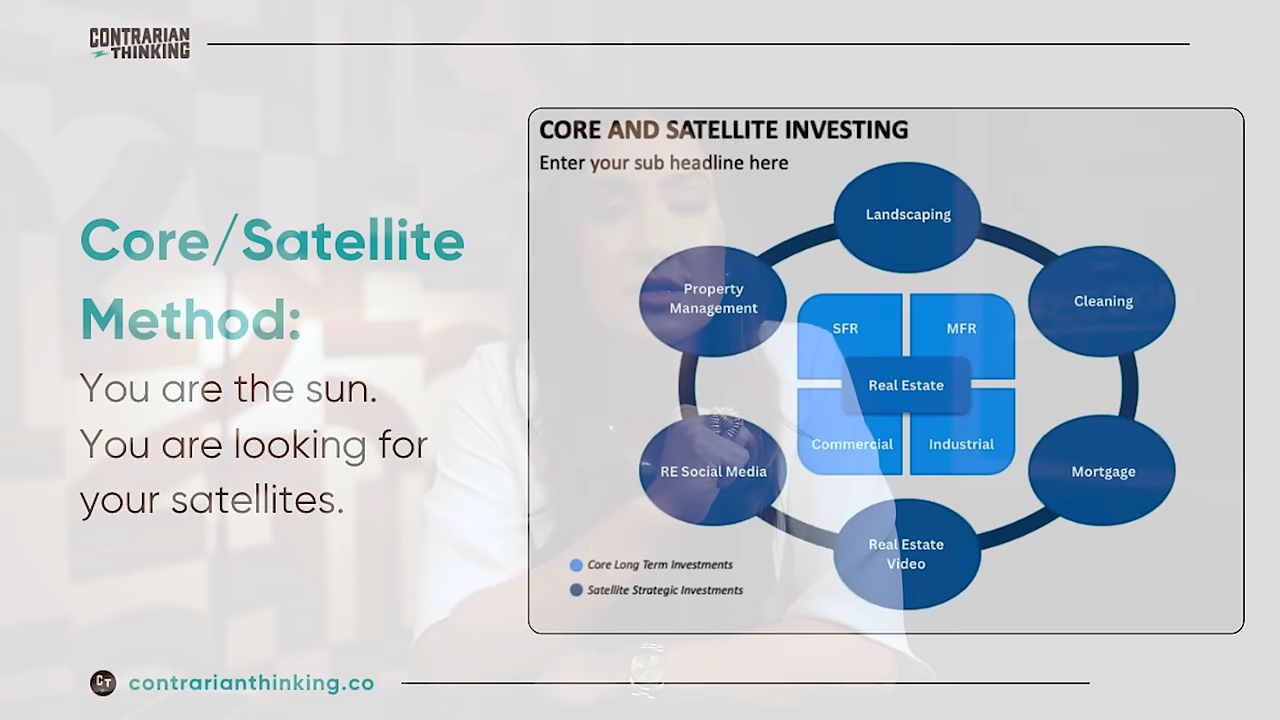 CONTRARIAN
THINKING
Core/Satellite
Method:
You are the sun.
You are looking for
your satellites.
CORE AND SATELLITE INVESTING
Enter your sub headline here
Landscaping
Property
Management
Cleaning
SFR
MFR
Real Estate
Commercial
Industrial
RE Social Media
Mortgage
Real Estate
Video
Core Long Term Investments
Satellite Strategic Investments
CT
contrarianthinking.co